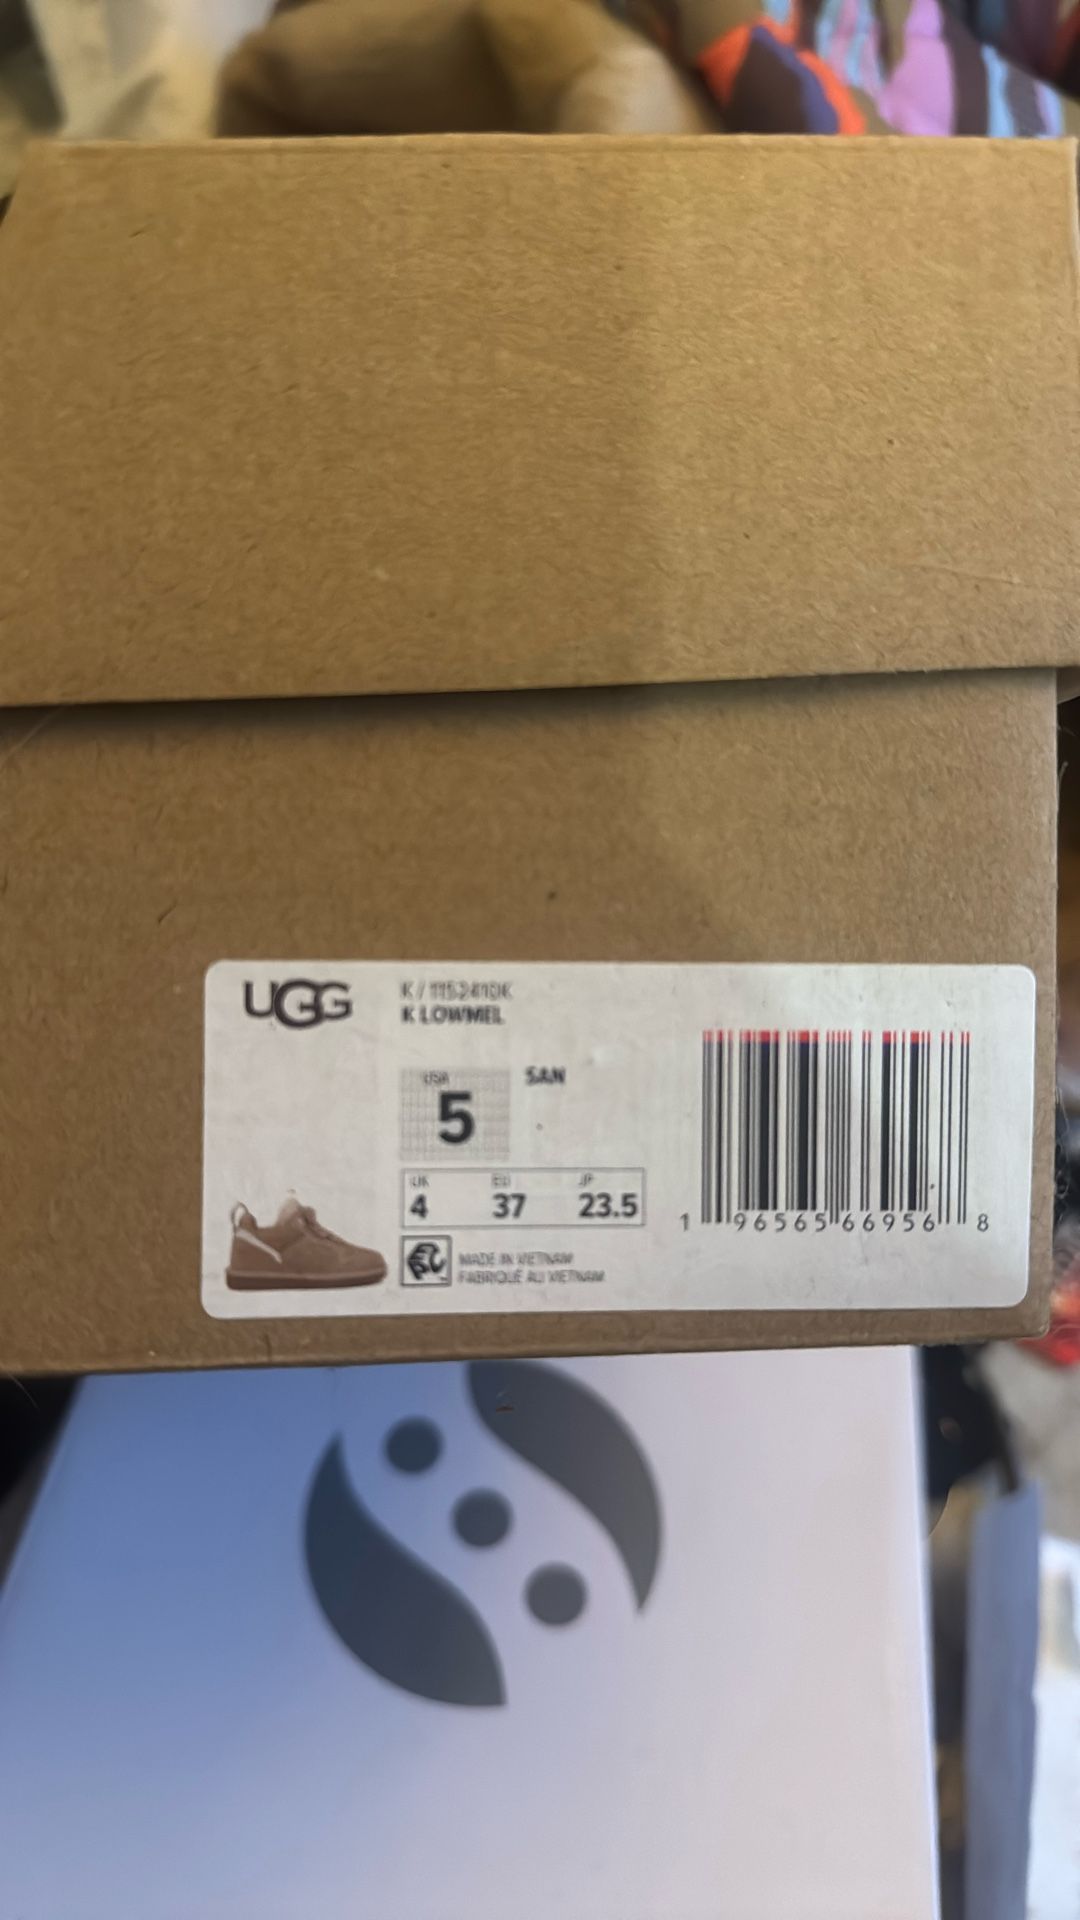 UGG
K / 1152410K
K LOWMEL
USA
5
SAN
UK EU JP
4 37 23.5
MADE IN VIETNAM
FABRIQUÉ AU VIETNAM
1 96565 66956 8